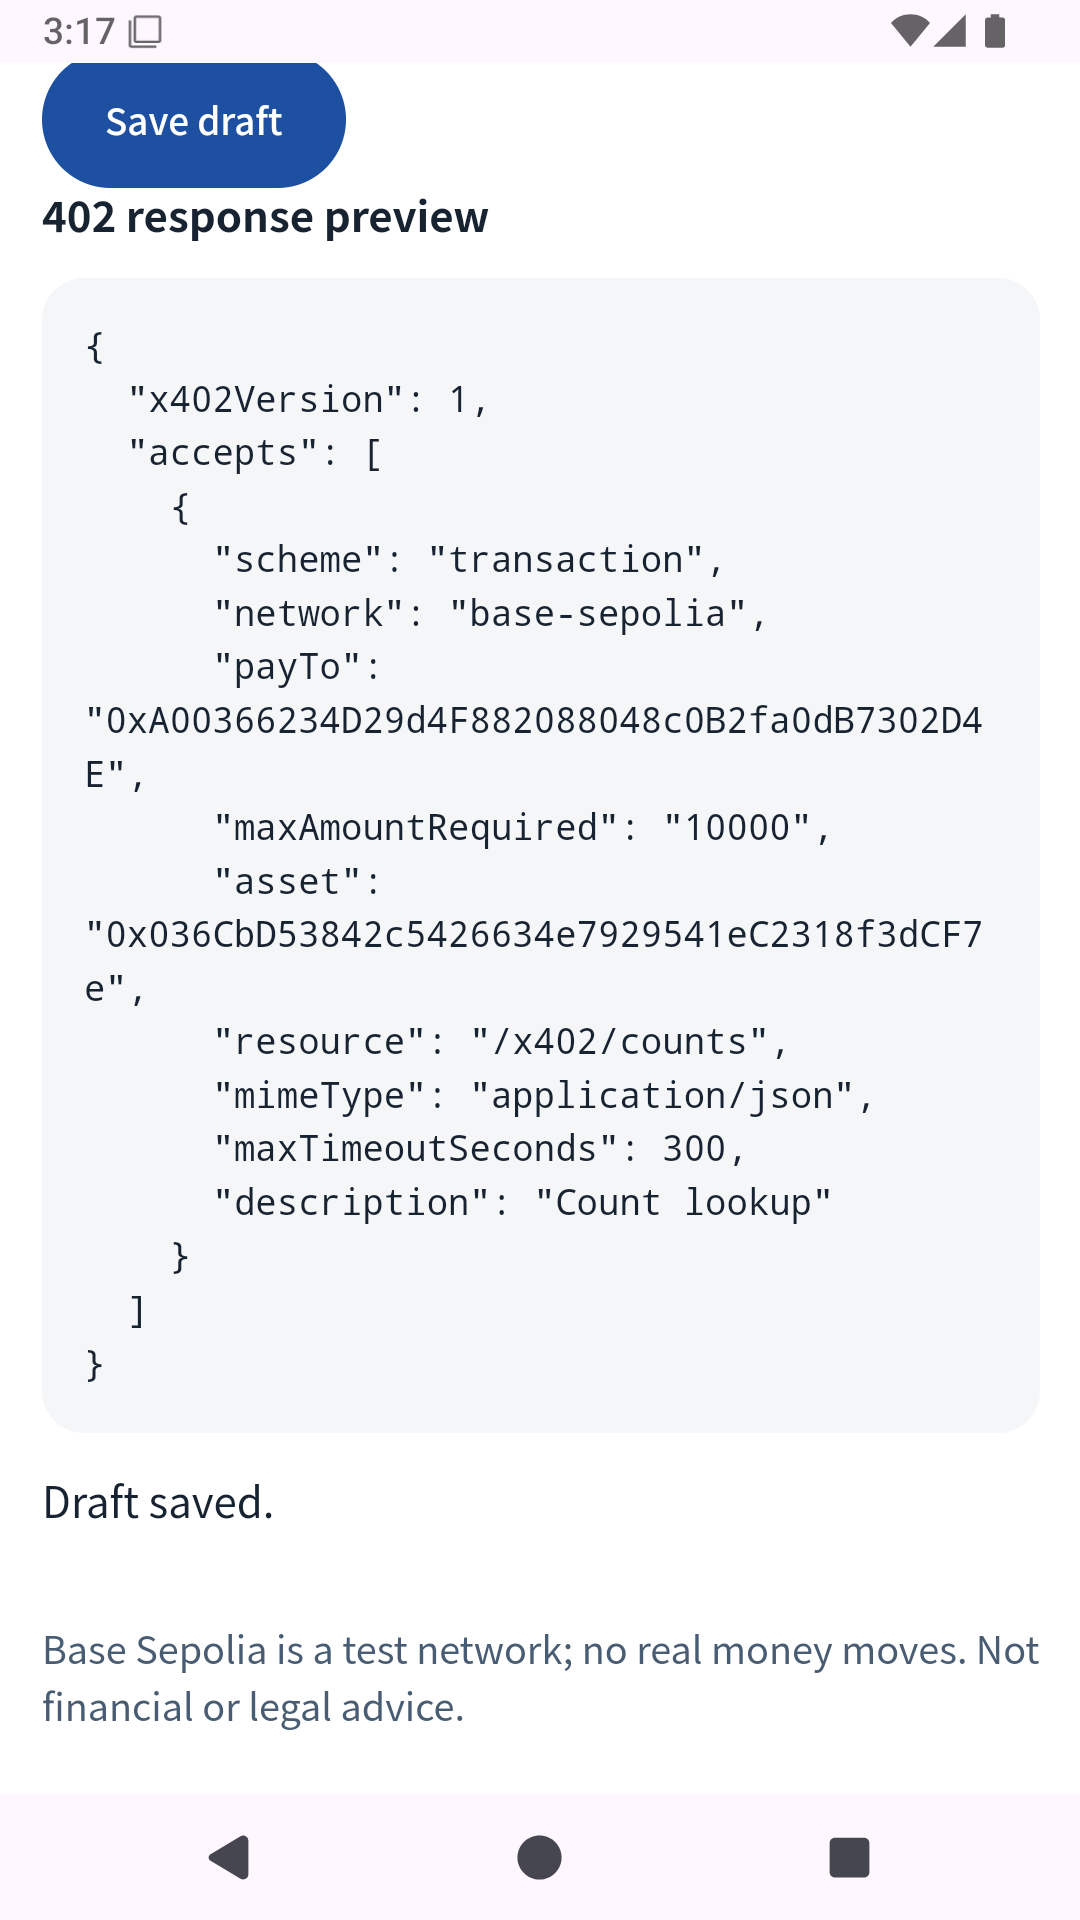 3:17
Save draft
402 response preview
{
  "x402Version": 1,
  "accepts": [
    {
      "scheme": "transaction",
      "network": "base-sepolia",
      "payTo":
"0xA00366234D29d4F882088048c0B2fa0dB7302D4
E",
      "maxAmountRequired": "10000",
      "asset":
"0x036CbD53842c5426634e7929541eC2318f3dCF7
e",
      "resource": "/x402/counts",
      "mimeType": "application/json",
      "maxTimeoutSeconds": 300,
      "description": "Count lookup"
    }
  ]
}
Draft saved.
Base Sepolia is a test network; no real money moves. Not
financial or legal advice.